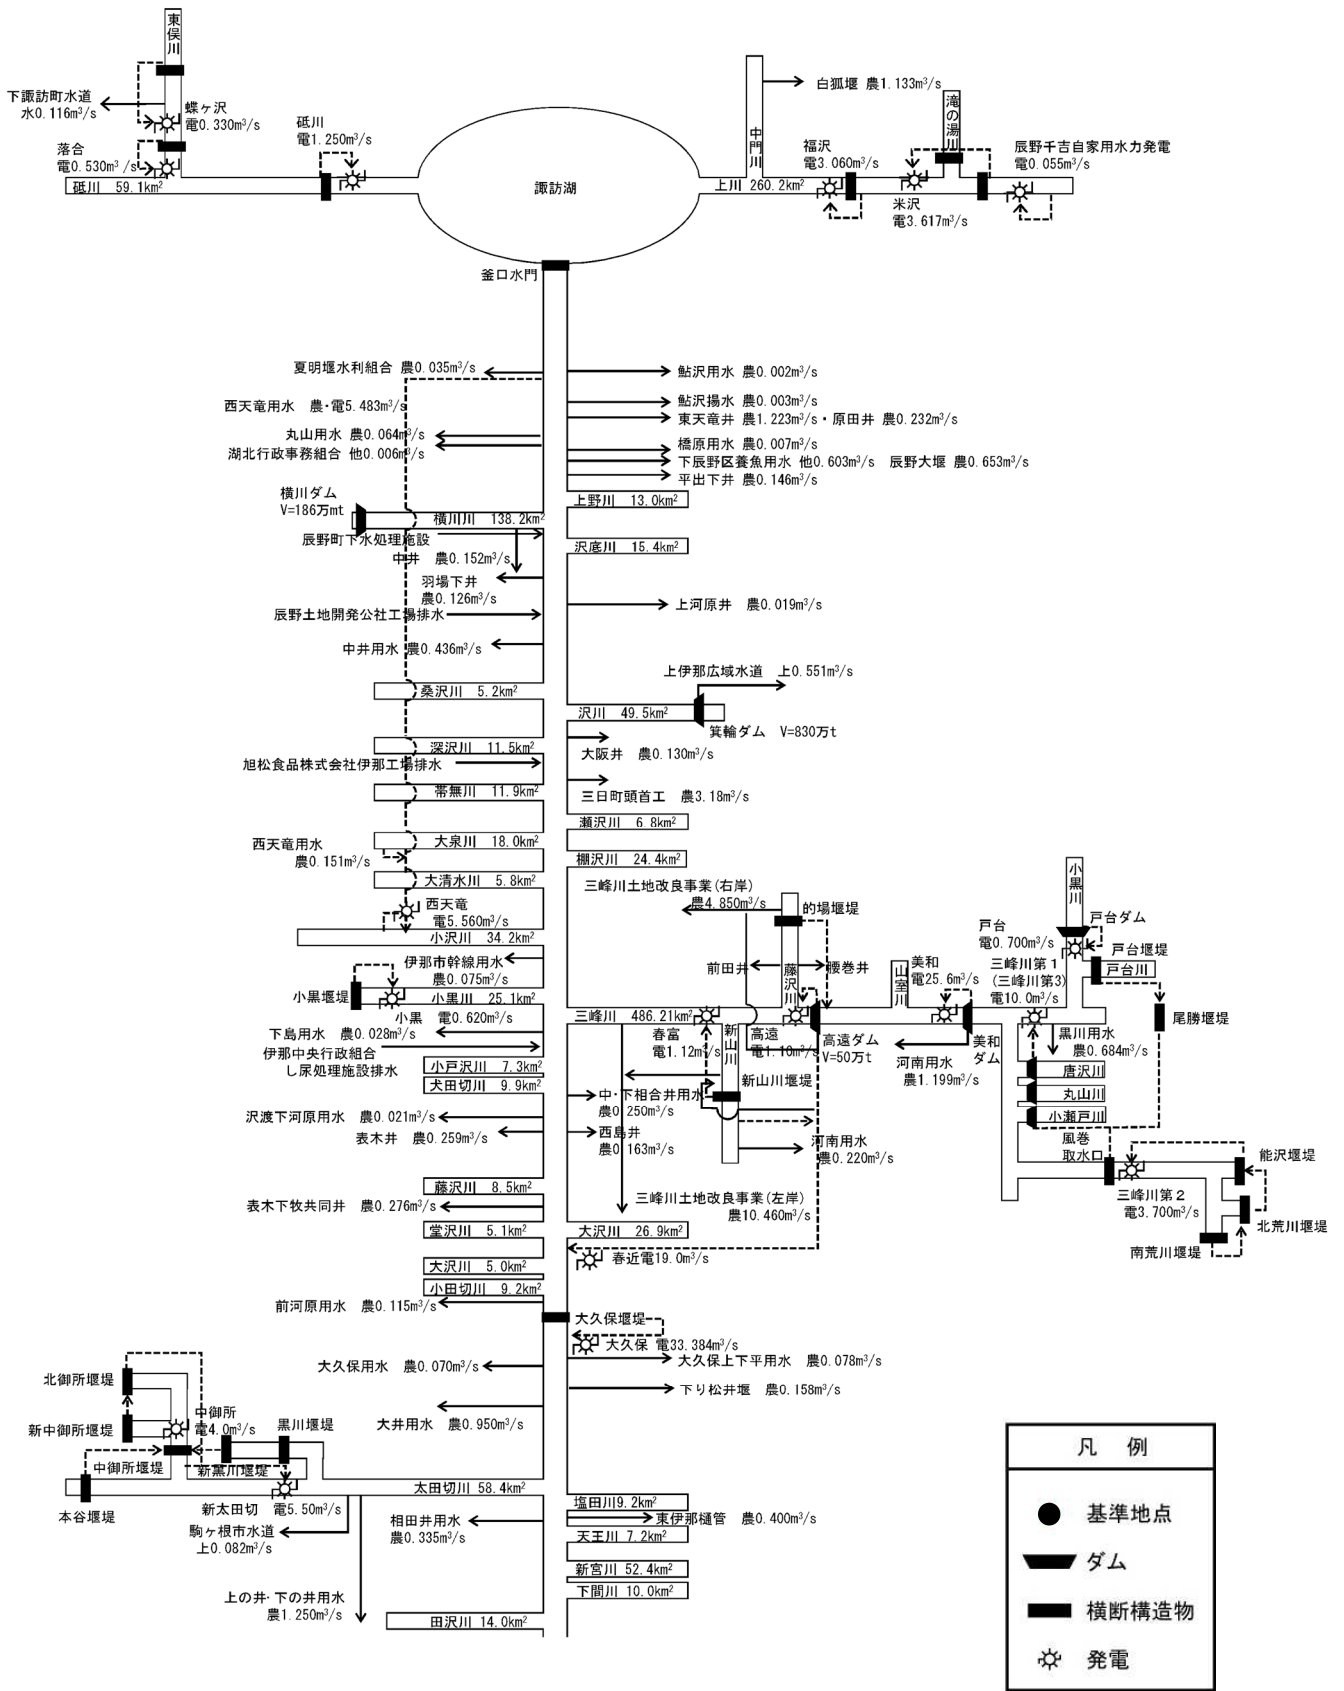 東俣川
下諏訪町水道
水0.116m³/s
蝶ヶ沢
電0.330m³/s
落合
電0.530m³/s
砥川 59.1km²
砥川
電1.250m³/s
諏訪湖
中門川
白狐堰 農1.133m³/s
滝の湯川
福沢
電3.060m³/s
辰野千吉自家用水力発電
電0.055m³/s
上川 260.2km²
米沢
電3.617m³/s
釜口水門
夏明堰水利組合 農0.035m³/s
鮎沢用水 農0.002m³/s
西天竜用水 農・電5.483m³/s
鮎沢揚水 農0.003m³/s
東天竜井 農1.223m³/s・原田井 農0.232m³/s
丸山用水 農0.064m³/s
橋原用水 農0.007m³/s
湖北行政事務組合 他0.006m³/s
下辰野区養魚用水 他0.603m³/s 辰野大堰 農0.653m³/s
平出下井 農0.146m³/s
横川ダム
V=186万mt
上野川 13.0km²
横川川 138.2km²
辰野町下水処理施設
沢底川 15.4km²
中井 農0.152m³/s
羽場下井
農0.126m³/s
上河原井 農0.019m³/s
辰野土地開発公社工場排水
中井用水 農0.436m³/s
上伊那広域水道 上0.551m³/s
桑沢川 5.2km²
沢川 49.5km²
箕輪ダム V=830万t
深沢川 11.5km²
大阪井 農0.130m³/s
旭松食品株式会社伊那工場排水
帯無川 11.9km²
三日町頭首工 農3.18m³/s
瀬沢川 6.8km²
西天竜用水
農0.151m³/s
大泉川 18.0km²
棚沢川 24.4km²
大清水川 5.8km²
西天竜
電5.560m³/s
小沢川 34.2km²
三峰川土地改良事業(右岸)
農4.850m³/s
的場堰堤
小黒川
戸台ダム
戸台
電0.700m³/s
戸台堰堤
戸台川
伊那市幹線用水
農0.075m³/s
前田井
藤沢川
腰巻井
美和
電25.6m³/s
山室川
三峰川第1
(三峰川第3)
電10.0m³/s
小黒堰堤
小黒川 25.1km²
小黒 電0.620m³/s
三峰川 486.21km²
尾勝堰堤
下島用水 農0.028m³/s
春富
電1.12m³/s
新山川
高遠
電1.10m³/s
高遠ダム
V=50万t
美和ダム
河南用水
農1.199m³/s
黒川用水
農0.684m³/s
伊那中央行政組合
し尿処理施設排水
小戸沢川 7.3km²
唐沢川
犬田切川 9.9km²
新山川堰堤
丸山川
中・下相合井用水
農0.250m³/s
沢渡下河原用水 農0.021m³/s
小瀬戸川
表木井 農0.259m³/s
西島井
農0.163m³/s
河南用水
農0.220m³/s
風巻
取水口
能沢堰堤
藤沢川 8.5km²
三峰川土地改良事業(左岸)
農10.460m³/s
三峰川第2
電3.700m³/s
表木下牧共同井 農0.276m³/s
北荒川堰堤
堂沢川 5.1km²
大沢川 26.9km²
南荒川堰堤
大沢川 5.0km²
春近電19.0m³/s
小田切川 9.2km²
前河原用水 農0.115m³/s
大久保堰堤
大久保 電33.384m³/s
大久保用水 農0.070m³/s
大久保上下平用水 農0.078m³/s
北御所堰堤
下り松井堰 農0.158m³/s
中御所
電4.0m³/s
新中御所堰堤
黒川堰堤
大井用水 農0.950m³/s
中御所堰堤
新黒川堰堤
太田切川 58.4km²
本谷堰堤
新太田切 電5.50m³/s
塩田川9.2km²
駒ヶ根市水道
上0.082m³/s
相田井用水
農0.335m³/s
東伊那樋管 農0.400m³/s
天王川 7.2km²
新宮川 52.4km²
下間川 10.0km²
上の井・下の井用水
農1.250m³/s
田沢川 14.0km²
凡 例
基準地点
ダム
横断構造物
発電